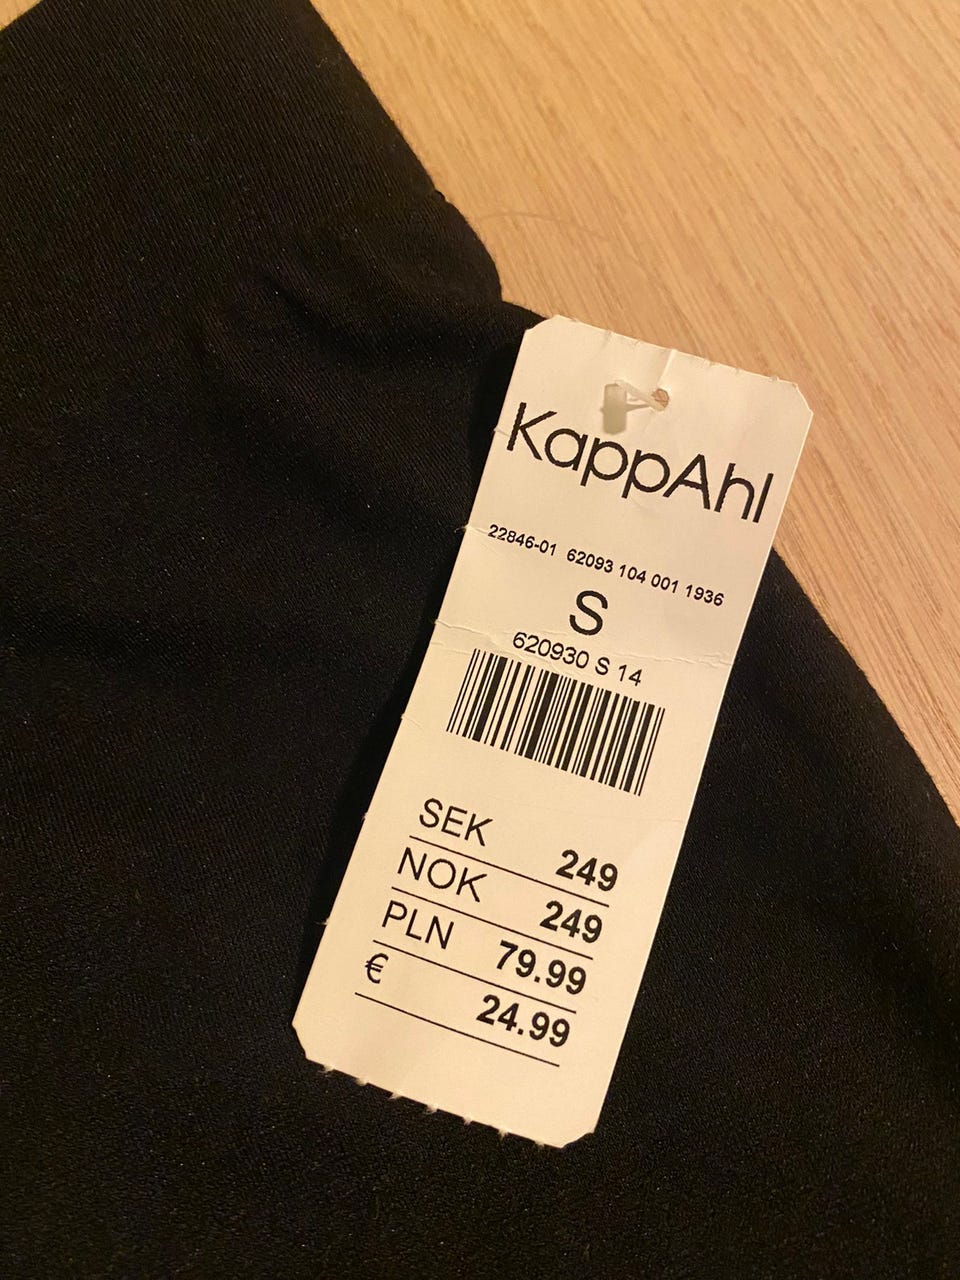 KappAhl
22846-01 62093 104 001 1936
S
620930 S 14
SEK 249
NOK 249
PLN 79.99
€ 24.99